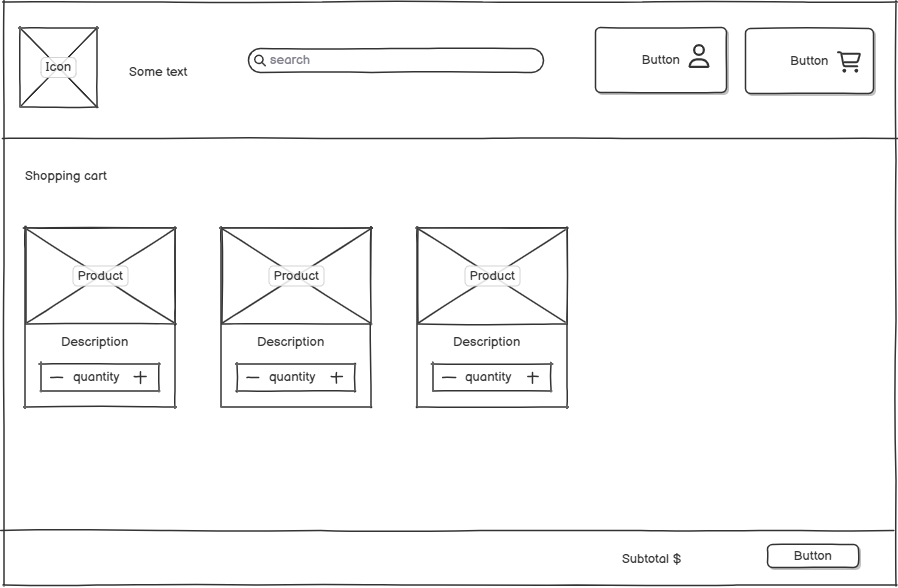 Icon
Some text
search
Button
Button
Shopping cart
Product
Product
Product
Description
Description
Description
quantity
quantity
quantity
Subtotal $
Button